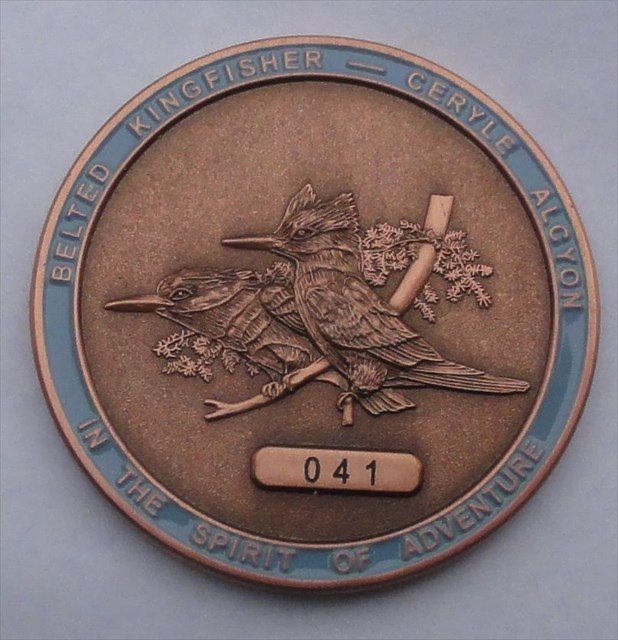 BELTED KINGFISHER — CERYLE ALCYON
041
IN THE SPIRIT OF ADVENTURE